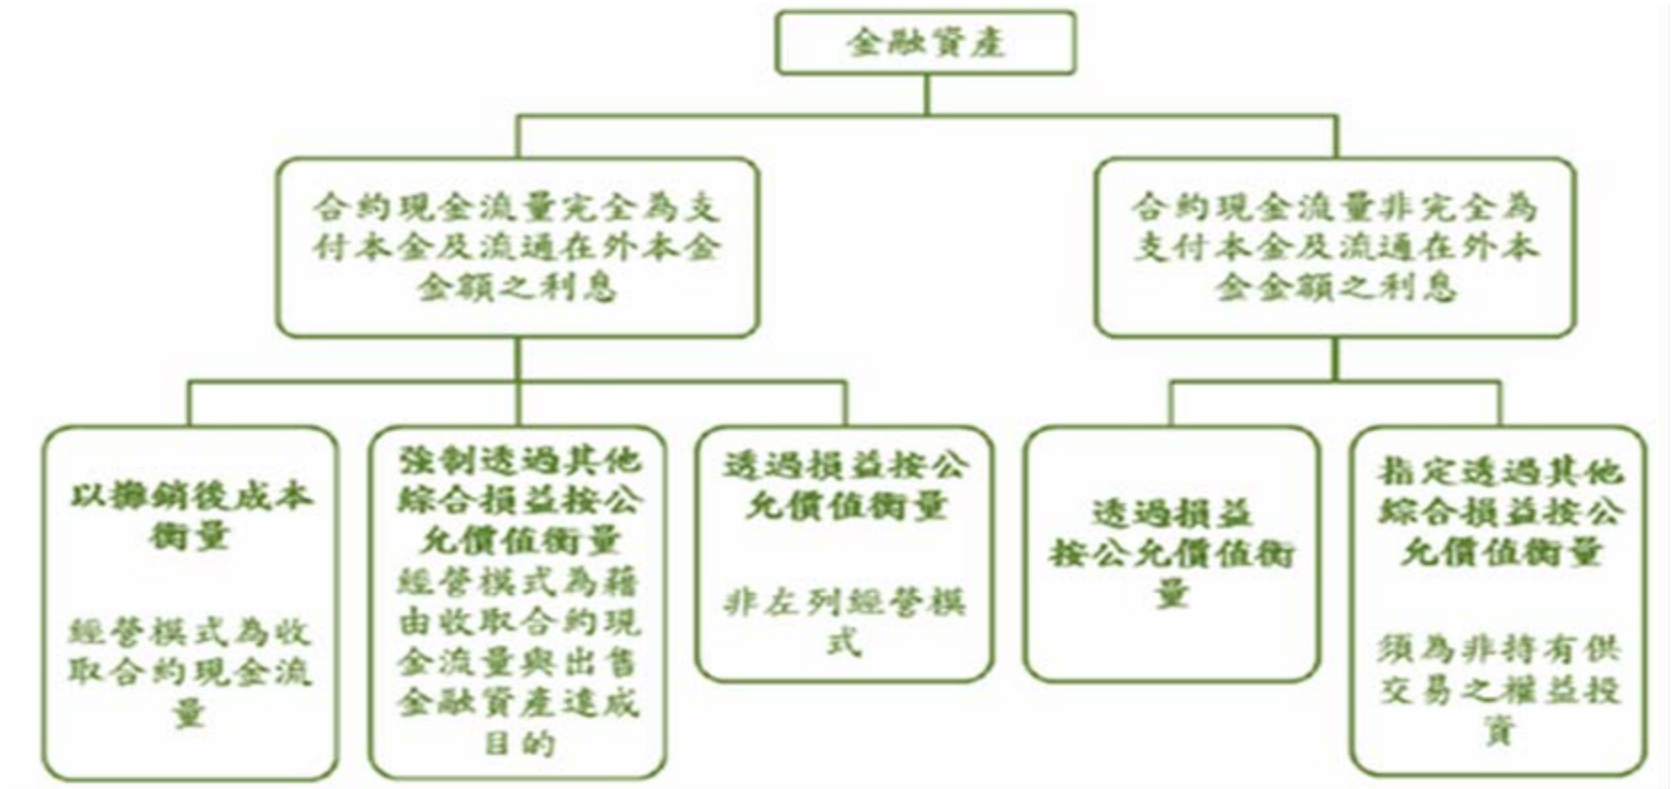 金融資產
合約現金流量完全為支
付本金及流通在外本金
金額之利息
合約現金流量非完全為
支付本金及流通在外本
金金額之利息
以攤銷後成本
衡量
經營模式為收
取合約現金流
量
強制透過其他
綜合損益按公
允價值衡量
經營模式為藉
由收取合約現
金流量與出售
金融資產達成
目的
透過損益按公
允價值衡量
非左列經營模
式
透過損益
按公允價值衡
量
指定透過其他
綜合損益按公
允價值衡量
須為非持有供
交易之權益投
資